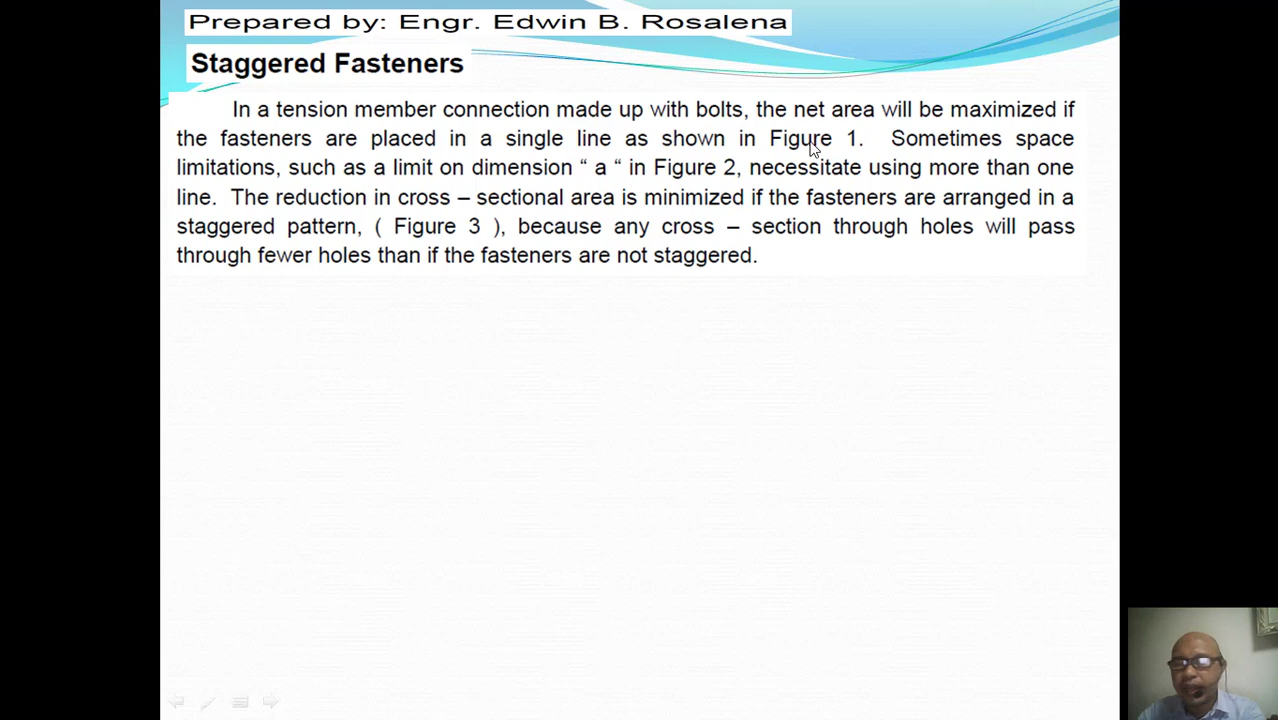 Prepared by: Engr. Edwin B. Rosalena
Staggered Fasteners
In a tension member connection made up with bolts, the net area will be maximized if
the fasteners are placed in a single line as shown in Figure 1. Sometimes space
limitations, such as a limit on dimension “ a “ in Figure 2, necessitate using more than one
line. The reduction in cross – sectional area is minimized if the fasteners are arranged in a
staggered pattern, ( Figure 3 ), because any cross – section through holes will pass
through fewer holes than if the fasteners are not staggered.